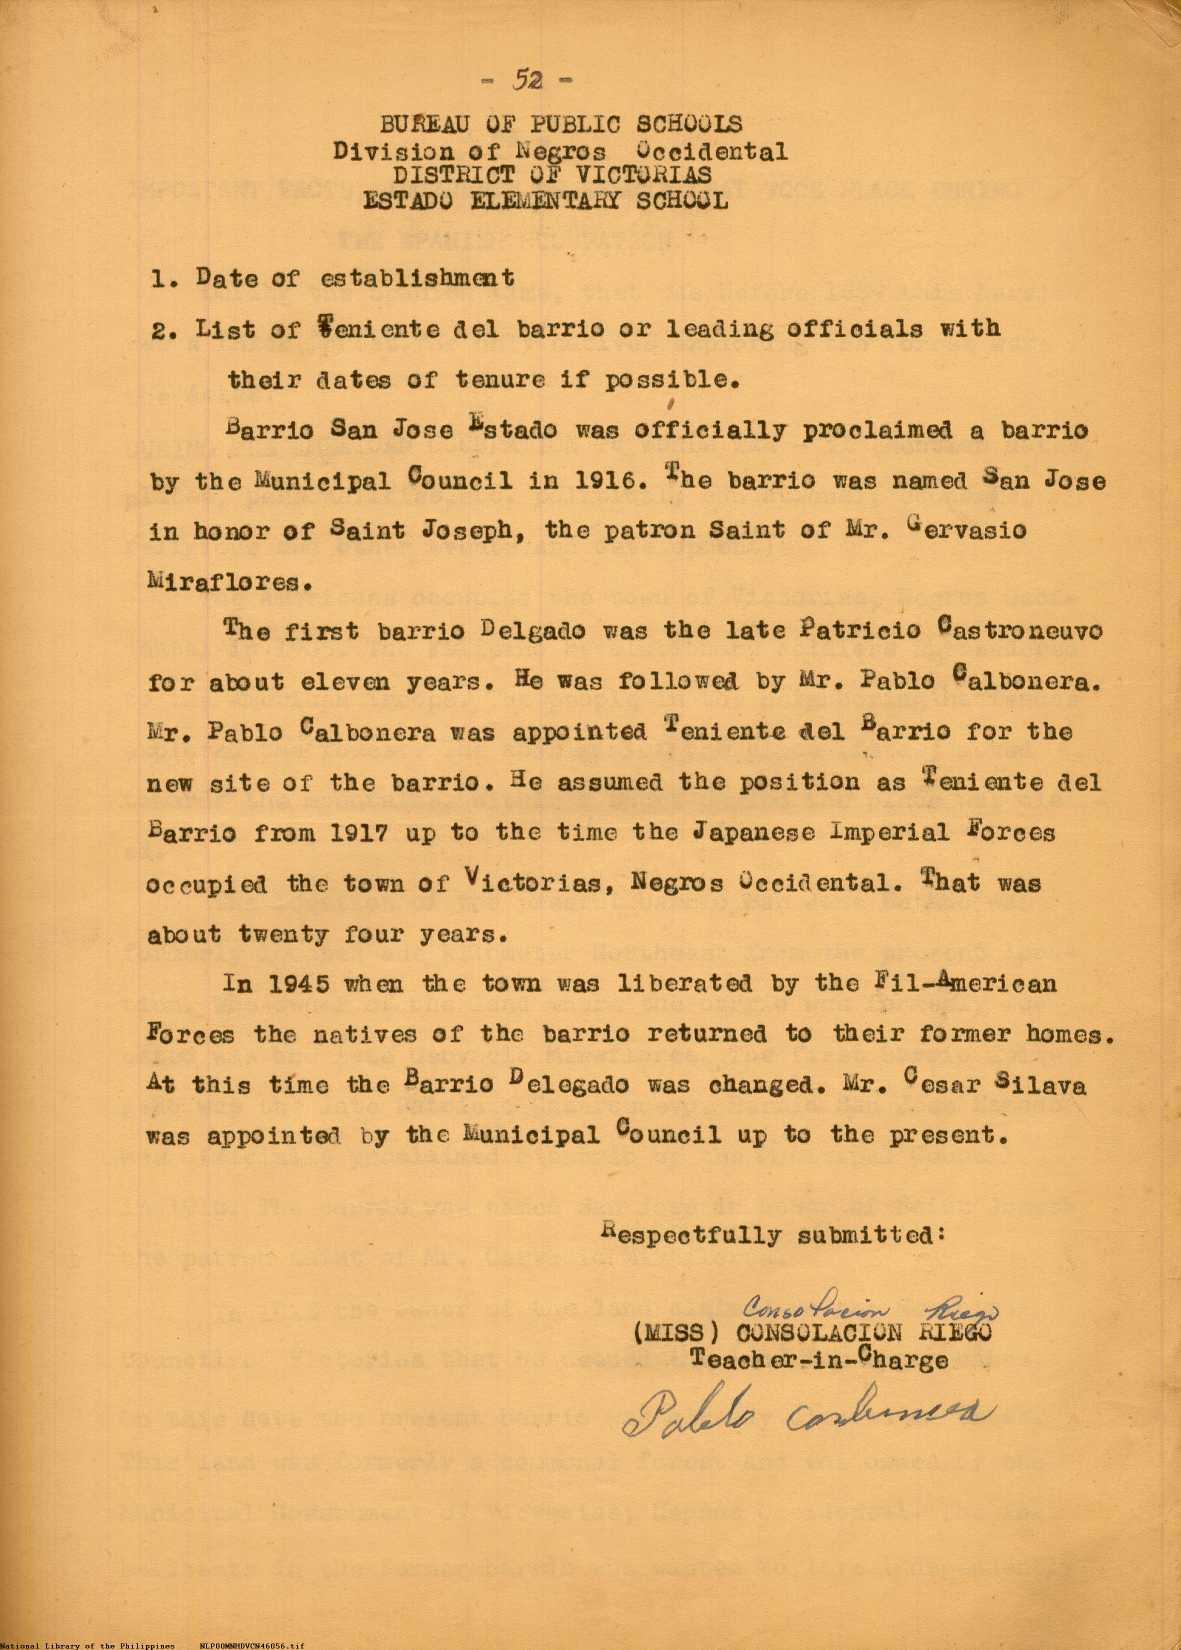 - 52 -
BUREAU OF PUBLIC SCHOOLS
Division of Negros Occidental
DISTRICT OF VICTORIAS
ESTADO ELEMENTARY SCHOOL
1. Date of establishment
2. List of Teniente del barrio or leading officials with
their dates of tenure if possible.
Barrio San Jose Estado was officially proclaimed a barrio
by the Municipal Council in 1916. The barrio was named San Jose
in honor of Saint Joseph, the patron Saint of Mr. Gervasio
Miraflores.
The first barrio Delgado was the late Patricio Castroneuvo
for about eleven years. He was followed by Mr. Pablo Calbonera.
Mr. Pablo Calbonera was appointed Teniente del Barrio for the
new site of the barrio. He assumed the position as Teniente del
Barrio from 1917 up to the time the Japanese Imperial Forces
occupied the town of Victorias, Negros Occidental. That was
about twenty four years.
In 1945 when the town was liberated by the Fil-American
Forces the natives of the barrio returned to their former homes.
At this time the Barrio Delegado was changed. Mr. Cesar Silava
was appointed by the Municipal Council up to the present.
Respectfully submitted:
Consolacion Riego
(MISS) CONSOLACION RIEGO
Teacher-in-Charge
Pablo
National Library of the Philippines NLP00MNHDVCN46056.tif